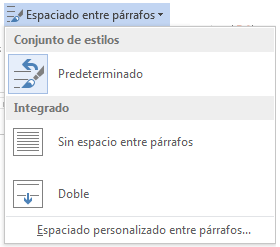 Espaciado entre párrafos
Conjunto de estilos
Predeterminado
Integrado
Sin espacio entre párrafos
Doble
Espaciado personalizado entre párrafos...